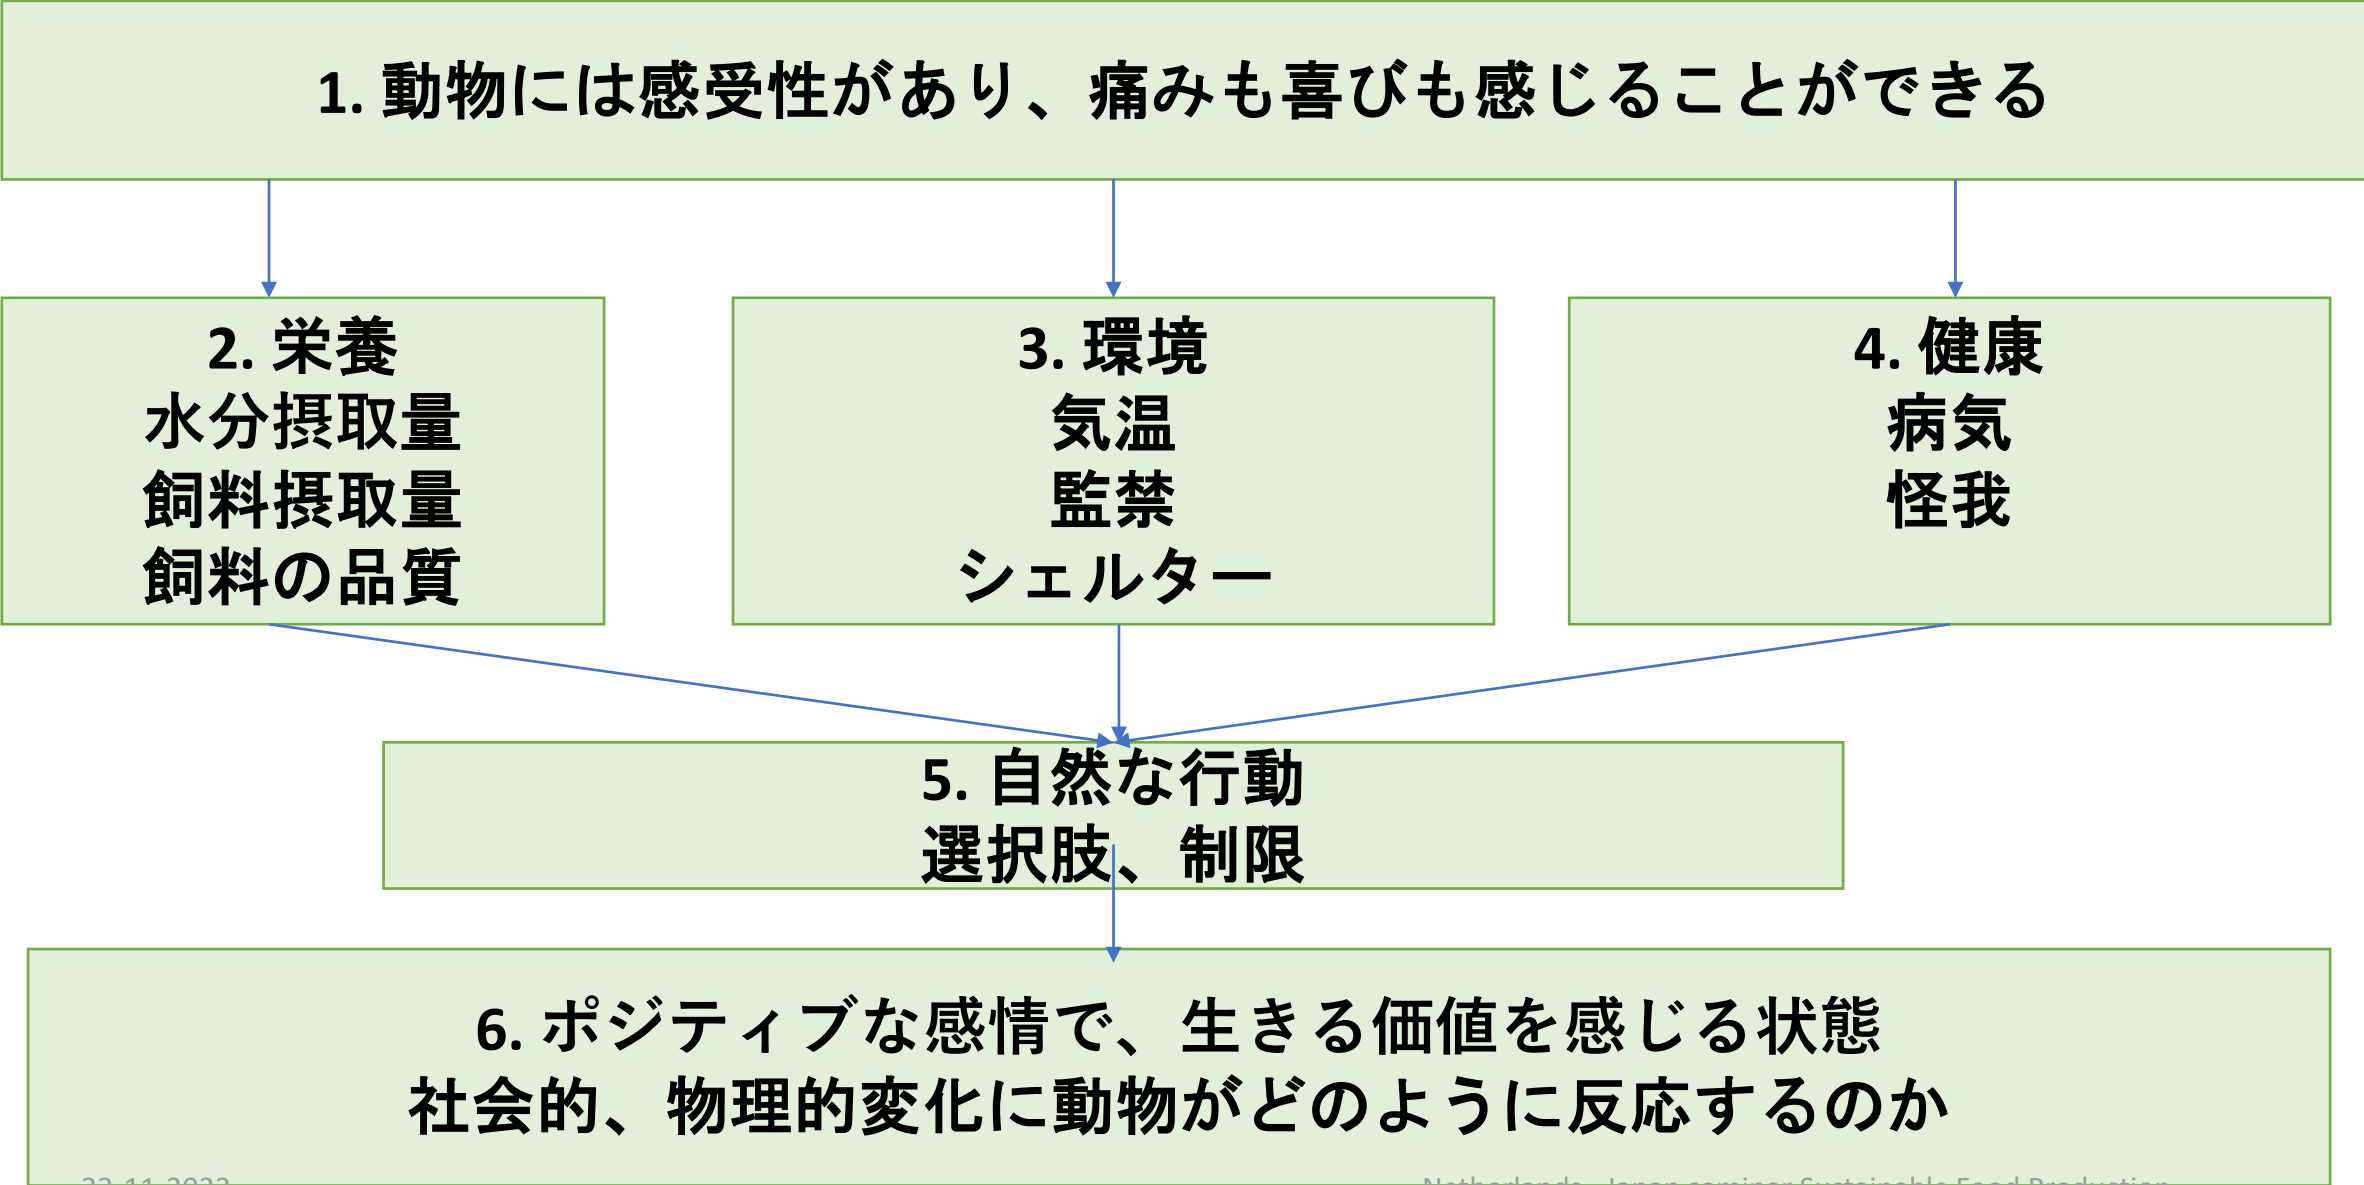 1. 動物には感受性があり、痛みも喜びも感じることができる
2. 栄養
水分摂取量
飼料摂取量
飼料の品質
3. 環境
気温
監禁
シェルター
4. 健康
病気
怪我
5. 自然な行動
選択肢、制限
6. ポジティブな感情で、生きる価値を感じる状態
社会的、物理的変化に動物がどのように反応するのか
Netherlands - Japan seminar Sustainable Food Production